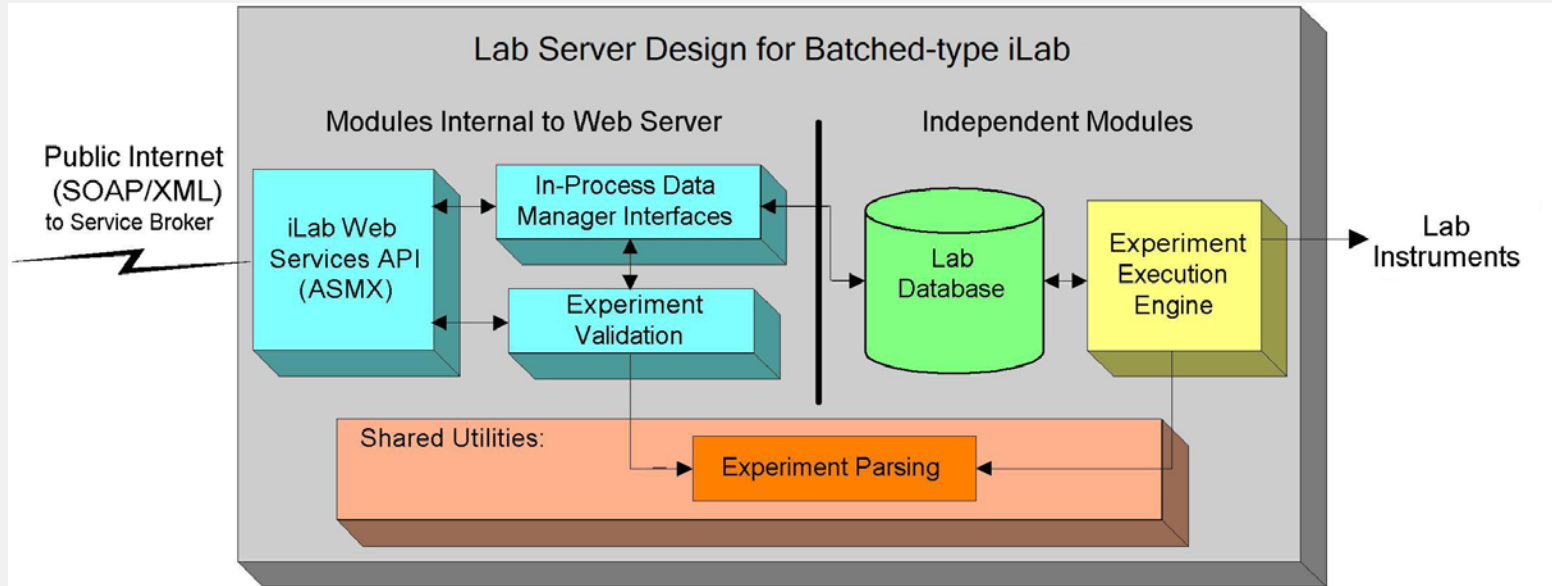 Lab Server Design for Batched-type iLab
Modules Internal to Web Server
Independent Modules
Public Internet
(SOAP/XML)
to Service Broker
iLab Web
Services API
(ASMX)
In-Process Data
Manager Interfaces
Experiment
Validation
Lab
Database
Experiment
Execution
Engine
Lab
Instruments
Shared Utilities:
Experiment Parsing